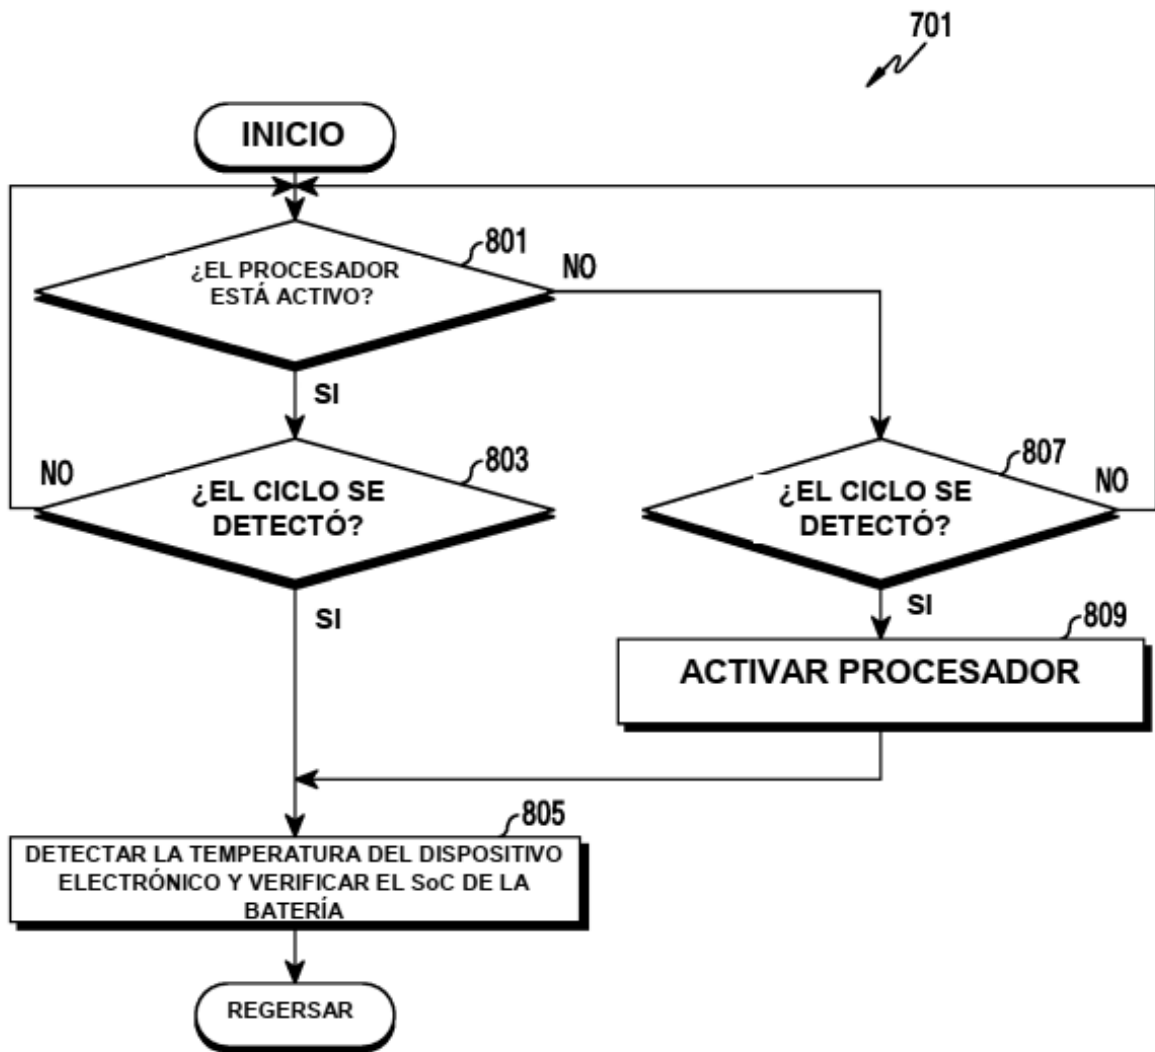 701
INICIO
801
¿EL PROCESADOR
ESTÁ ACTIVO?
NO
SI
803
NO
¿EL CICLO SE
DETECTÓ?
SI
807
¿EL CICLO SE
DETECTÓ?
NO
SI
809
ACTIVAR PROCESADOR
805
DETECTAR LA TEMPERATURA DEL DISPOSITIVO
ELECTRÓNICO Y VERIFICAR EL SoC DE LA
BATERÍA
REGERSAR